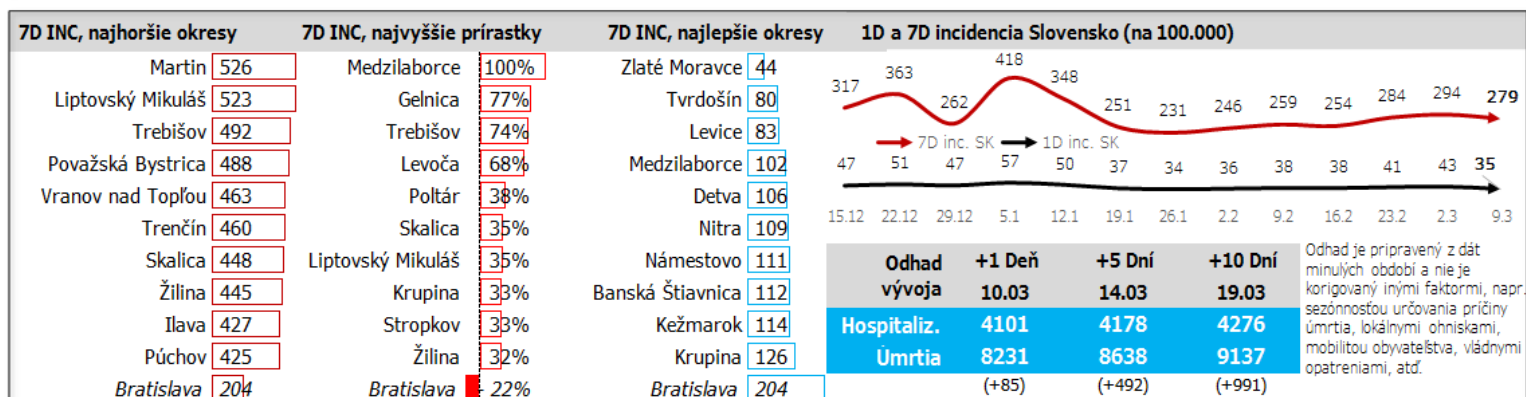 7D INC, najhoršie okresy
Martin 526
Liptovský Mikuláš 523
Trebišov 492
Považská Bystrica 488
Vranov nad Topľou 463
Trenčín 460
Skalica 448
Žilina 445
Ilava 427
Púchov 425
Bratislava 204
7D INC, najvyššie prírastky
Medzilaborce 100%
Gelnica 77%
Trebišov 74%
Levoča 68%
Poltár 38%
Skalica 35%
Liptovský Mikuláš 35%
Krupina 33%
Stropkov 33%
Žilina 32%
Bratislava - 22%
7D INC, najlepšie okresy
Zlaté Moravce 44
Tvrdošín 80
Levice 83
Medzilaborce 102
Detva 106
Nitra 109
Námestovo 111
Banská Štiavnica 112
Kežmarok 114
Krupina 126
Bratislava 204
1D a 7D incidencia Slovensko (na 100.000)
317 363 262 418 348 251 231 246 259 254 284 294 279
7D inc. SK 1D inc. SK
47 51 47 57 50 37 34 36 38 38 41 43 35
15.12 22.12 29.12 5.1 12.1 19.1 26.1 2.2 9.2 16.2 23.2 2.3 9.3
Odhad +1 Deň +5 Dní +10 Dní
vývoja 10.03 14.03 19.03
Hospitaliz. 4101 4178 4276
Úmrtia 8231 8638 9137
(+85) (+492) (+991)
Odhad je pripravený z dát
minulých období a nie je
korigovaný inými faktormi, napr.
sezónnosťou určovania príčiny
úmrtia, lokálnymi ohniskami,
mobilitou obyvateľstva, vládnymi
opatreniami, atď.